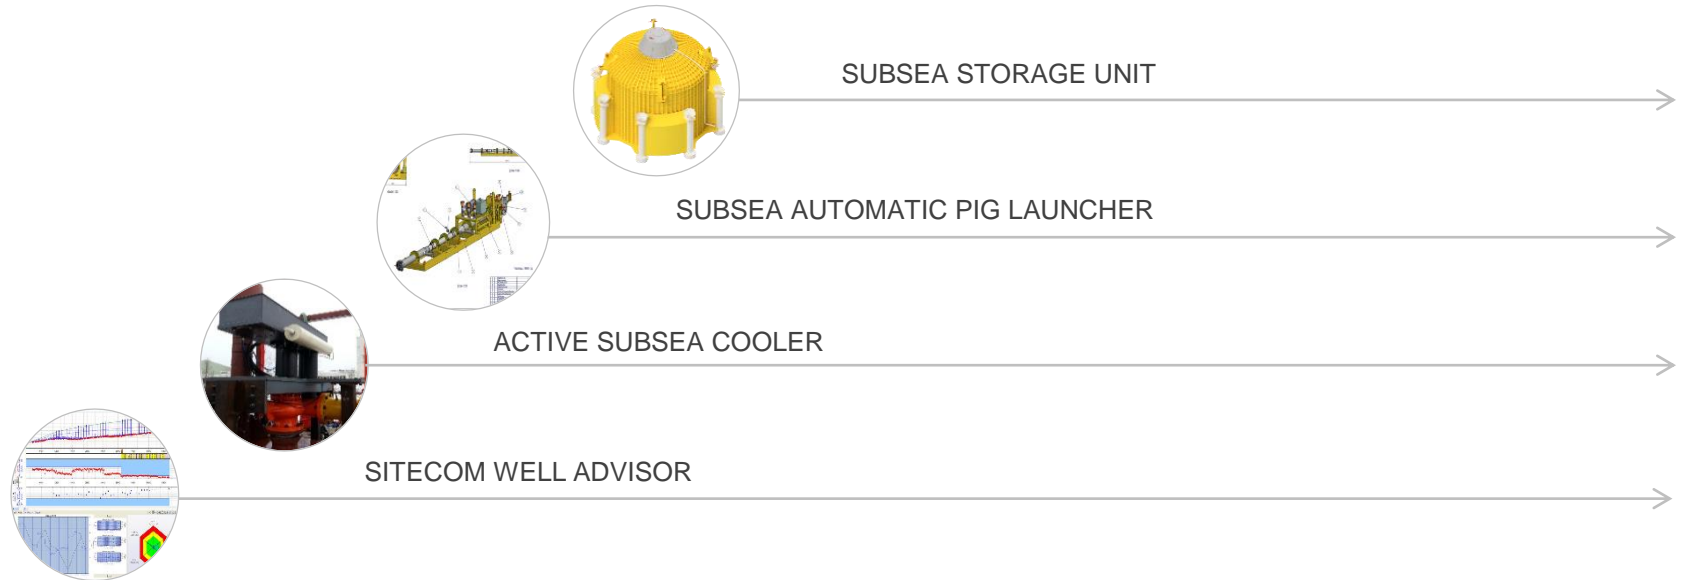 SUBSEA STORAGE UNIT
SUBSEA AUTOMATIC PIG LAUNCHER
ACTIVE SUBSEA COOLER
SITECOM WELL ADVISOR